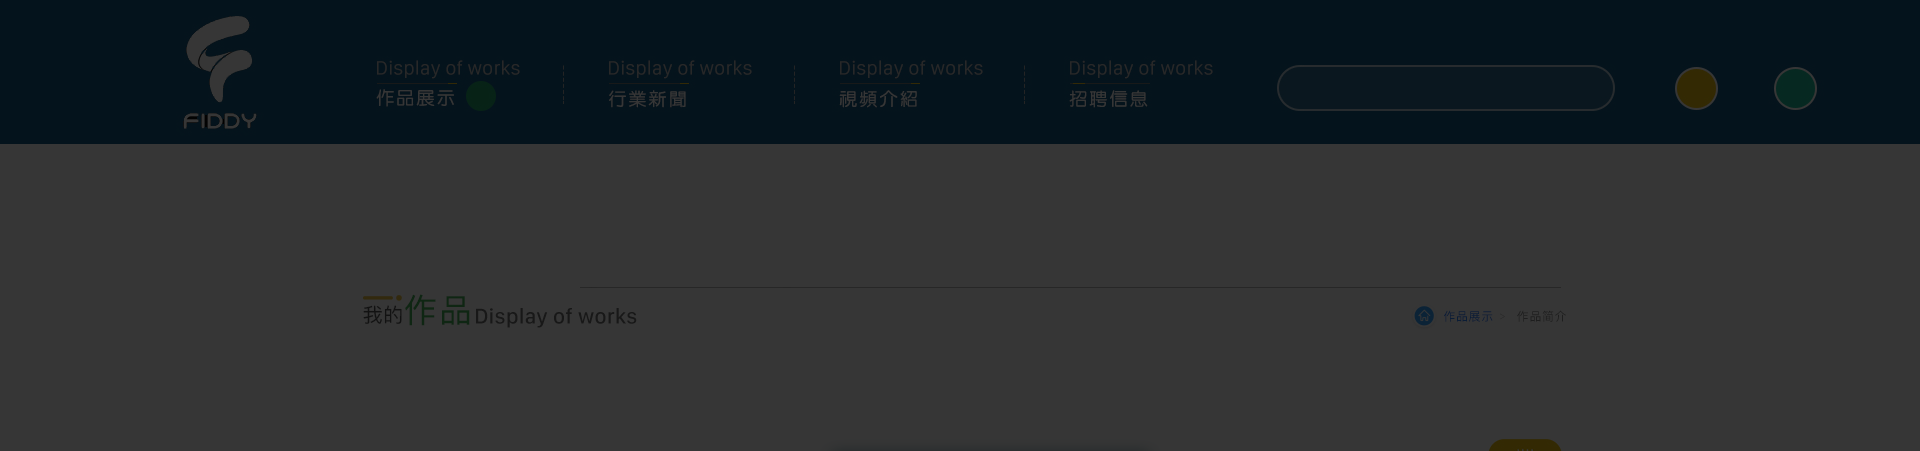 FIDDY
Display of works
作品展示
Display of works
行業新聞
Display of works
視頻介紹
Display of works
招聘信息
我的作品Display of works
作品展示 > 作品简介